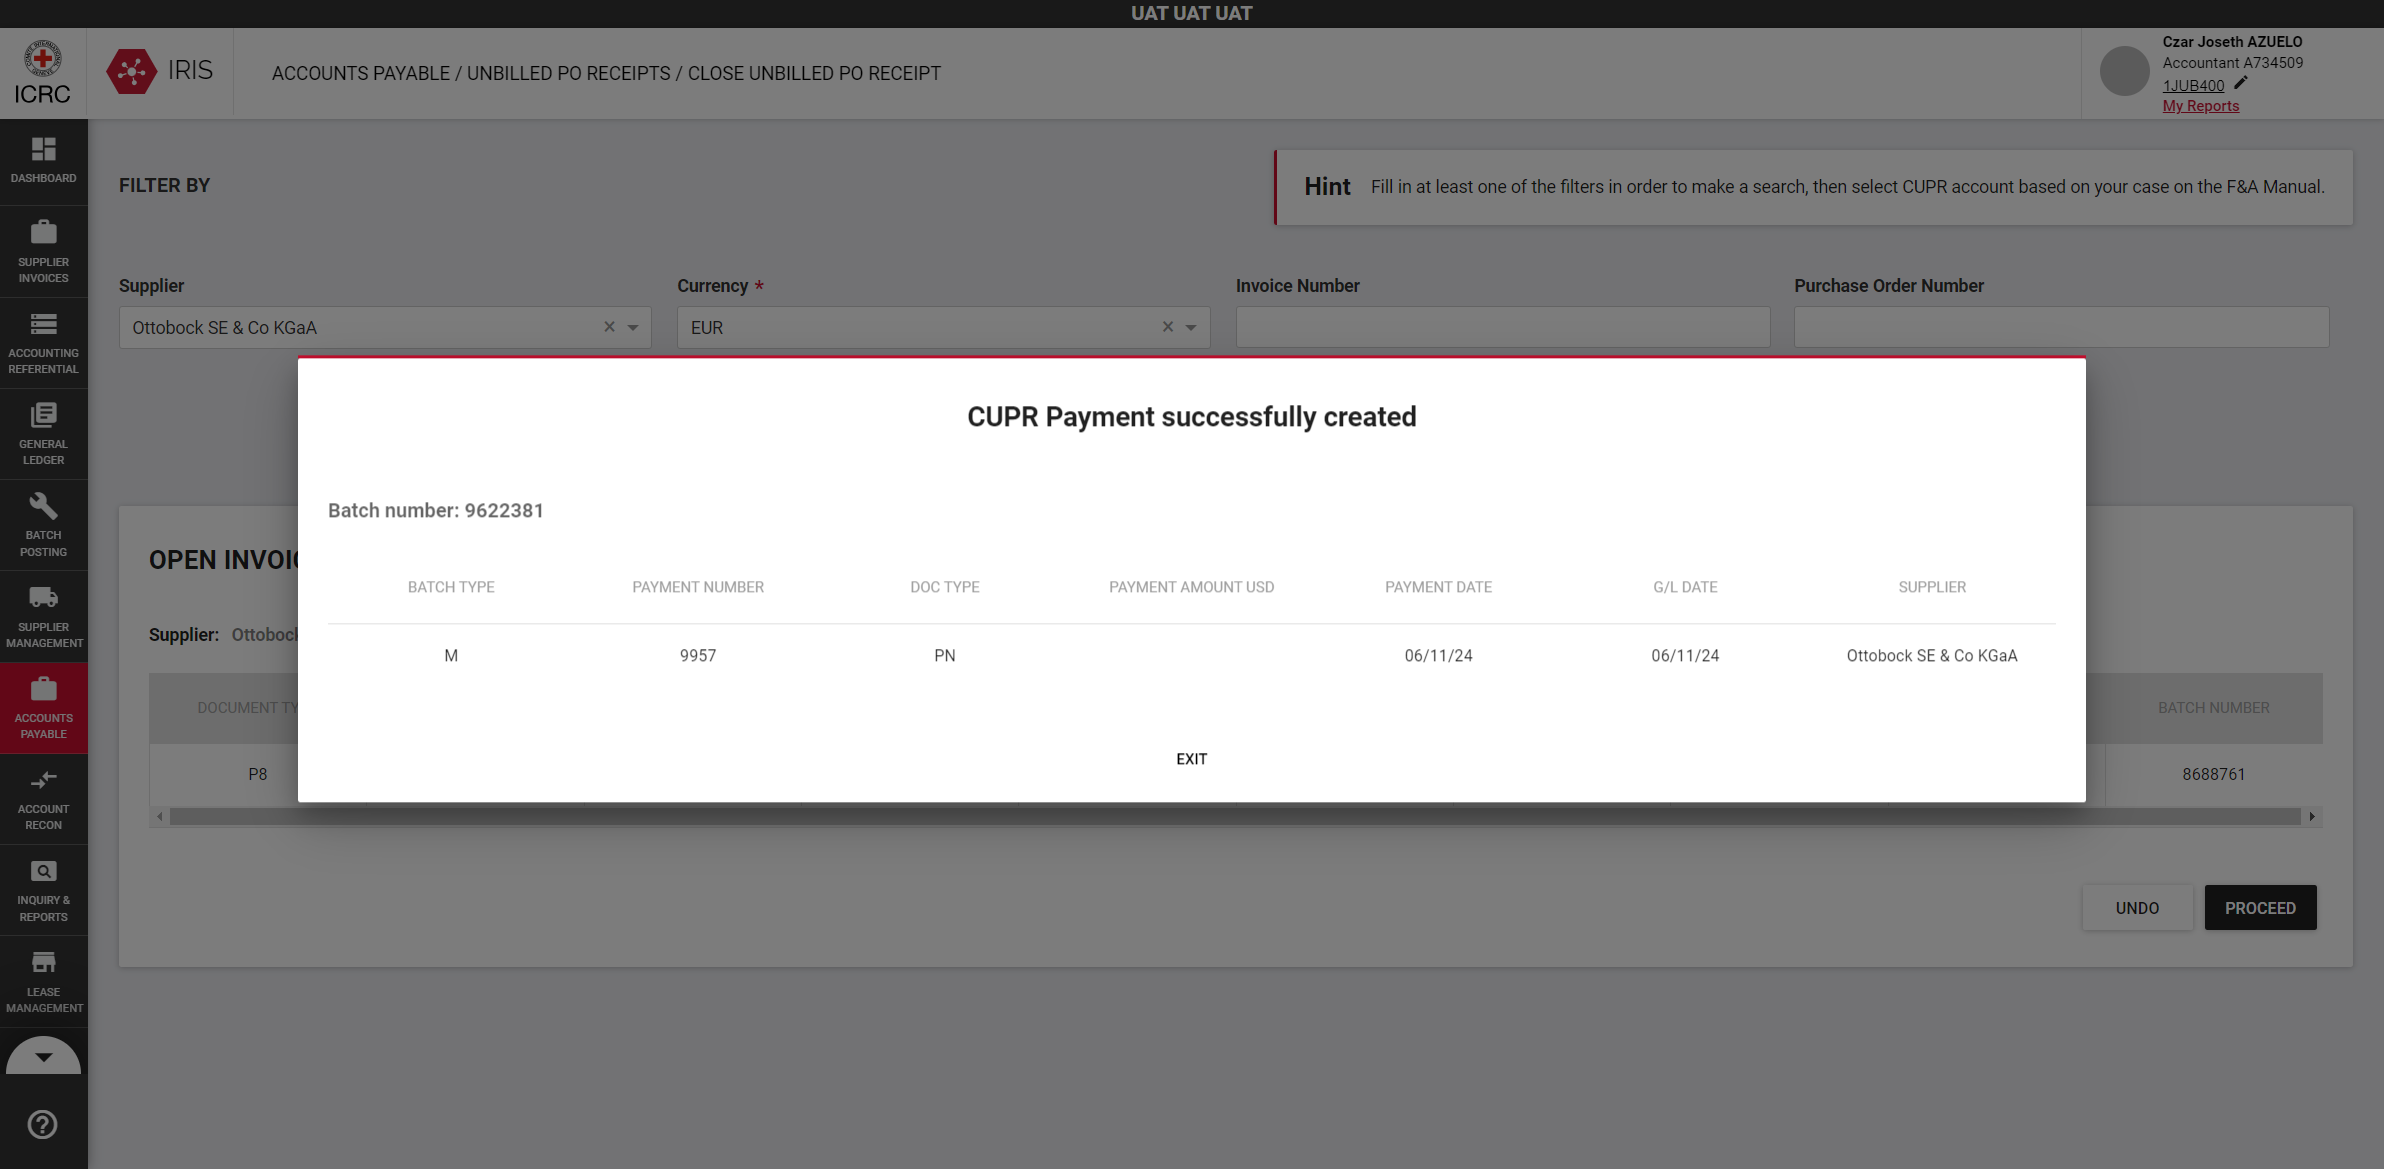 UAT UAT UAT
ICRC
IRIS
ACCOUNTS PAYABLE / UNBILLED PO RECEIPTS / CLOSE UNBILLED PO RECEIPT
Czar Joseth AZUELO
Accountant A734509
1JUB400
My Reports
DASHBOARD
SUPPLIER
INVOICES
ACCOUNTING
REFERENTIAL
GENERAL
LEDGER
BATCH
POSTING
SUPPLIER
MANAGEMENT
ACCOUNTS
PAYABLE
ACCOUNT
RECON
INQUIRY &
REPORTS
LEASE
MANAGEMENT
FILTER BY
Hint Fill in at least one of the filters in order to make a search, then select CUPR account based on your case on the F&A Manual.
Supplier Currency * Invoice Number Purchase Order Number
Ottobock SE & Co KGaA EUR
CUPR Payment successfully created
Batch number: 9622381
BATCH TYPE PAYMENT NUMBER DOC TYPE PAYMENT AMOUNT USD PAYMENT DATE G/L DATE SUPPLIER
M 9957 PN 06/11/24 06/11/24 Ottobock SE & Co KGaA
EXIT
OPEN
Supplier: Ottobock
DOCUMENT BATCH NUMBER
P8 8688761
UNDO PROCEED